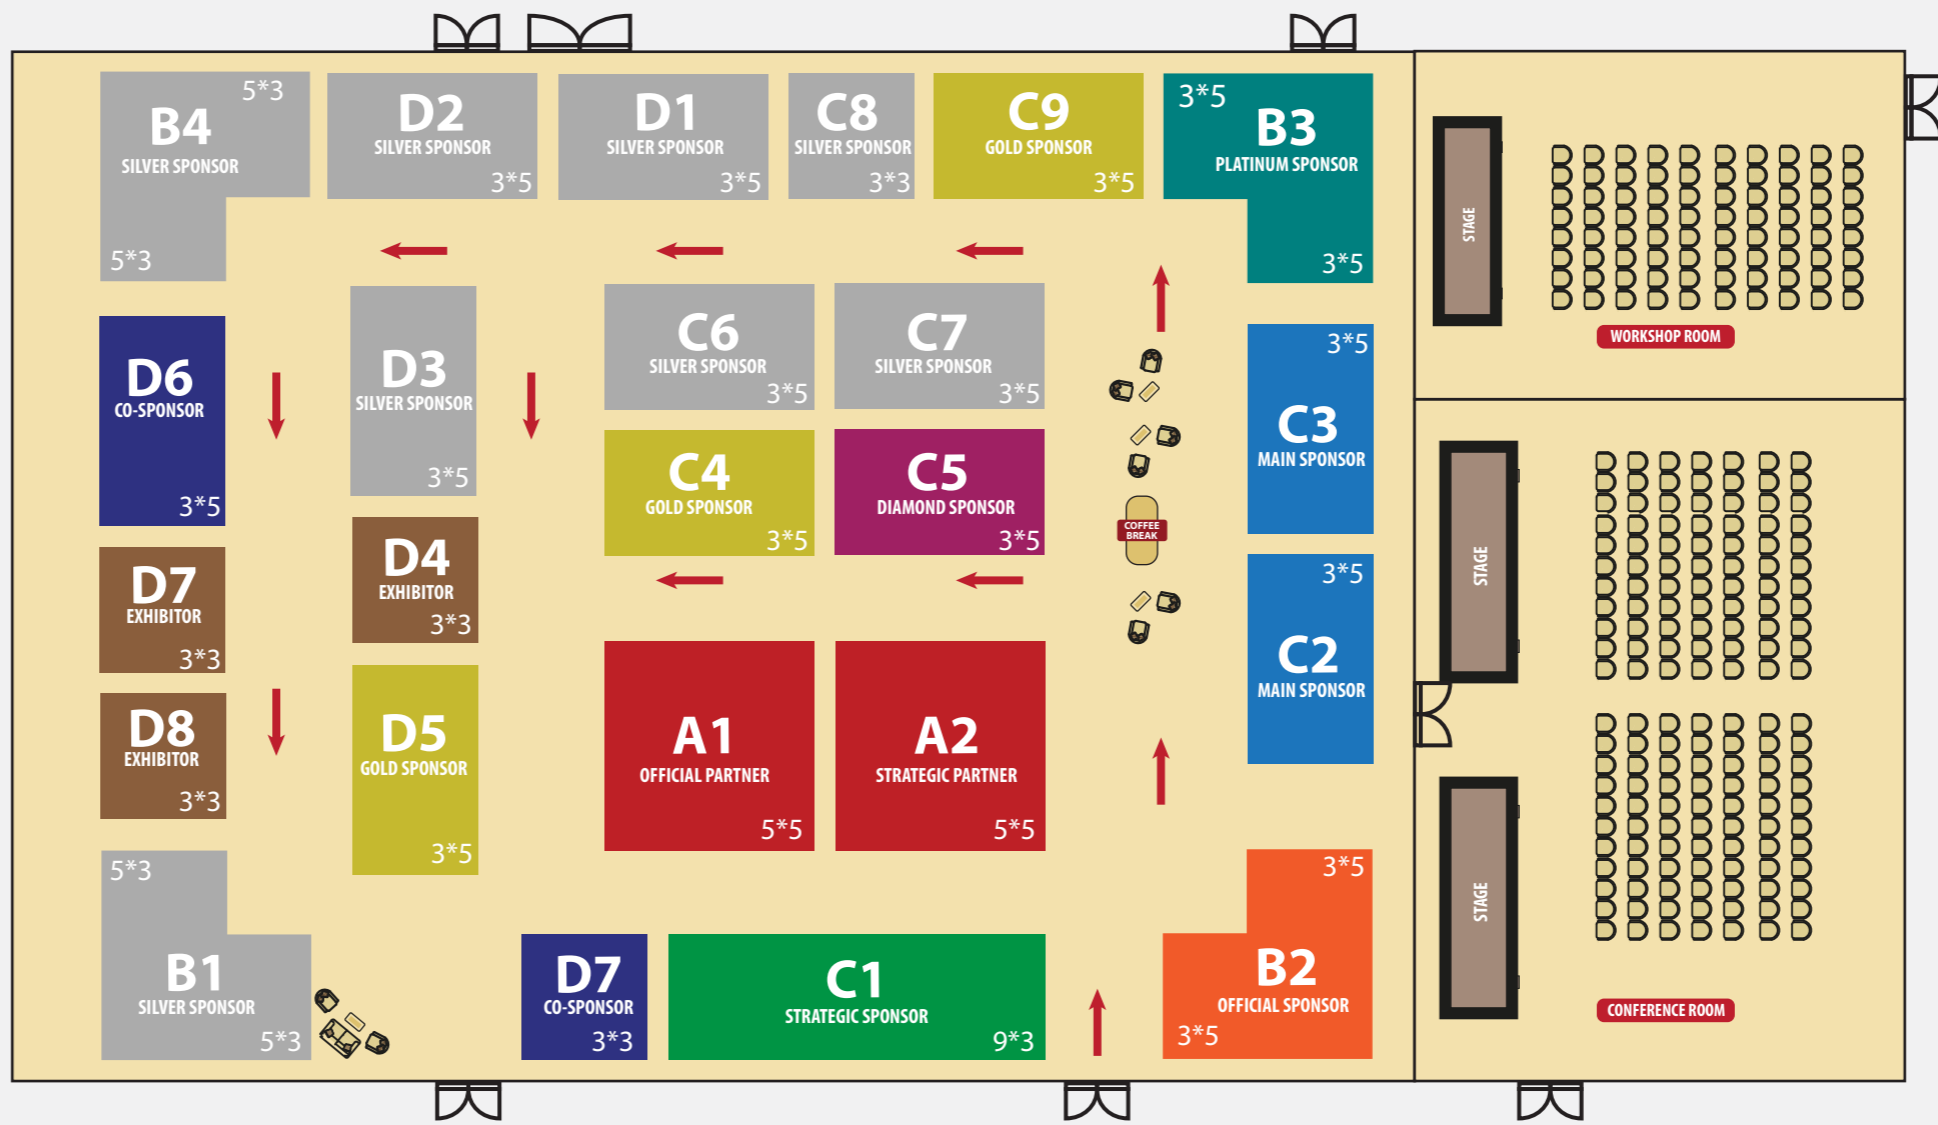 B4
5*3
SILVER SPONSOR
5*3
D2
SILVER SPONSOR
3*5
D1
SILVER SPONSOR
3*5
C8
SILVER SPONSOR
3*3
C9
GOLD SPONSOR
3*5
3*5
B3
PLATINUM SPONSOR
3*5
STAGE
WORKSHOP ROOM
D6
CO-SPONSOR
3*5
D3
SILVER SPONSOR
3*5
C6
SILVER SPONSOR
3*5
C7
SILVER SPONSOR
3*5
3*5
C3
MAIN SPONSOR
C4
GOLD SPONSOR
3*5
C5
DIAMOND SPONSOR
3*5
COFFEE
BREAK
D7
EXHIBITOR
3*3
D4
EXHIBITOR
3*3
3*5
C2
MAIN SPONSOR
STAGE
D8
EXHIBITOR
3*3
D5
GOLD SPONSOR
3*5
A1
OFFICIAL PARTNER
5*5
A2
STRATEGIC PARTNER
5*5
5*3
B1
SILVER SPONSOR
5*3
D7
CO-SPONSOR
3*3
C1
STRATEGIC SPONSOR
9*3
3*5
B2
OFFICIAL SPONSOR
3*5
STAGE
CONFERENCE ROOM